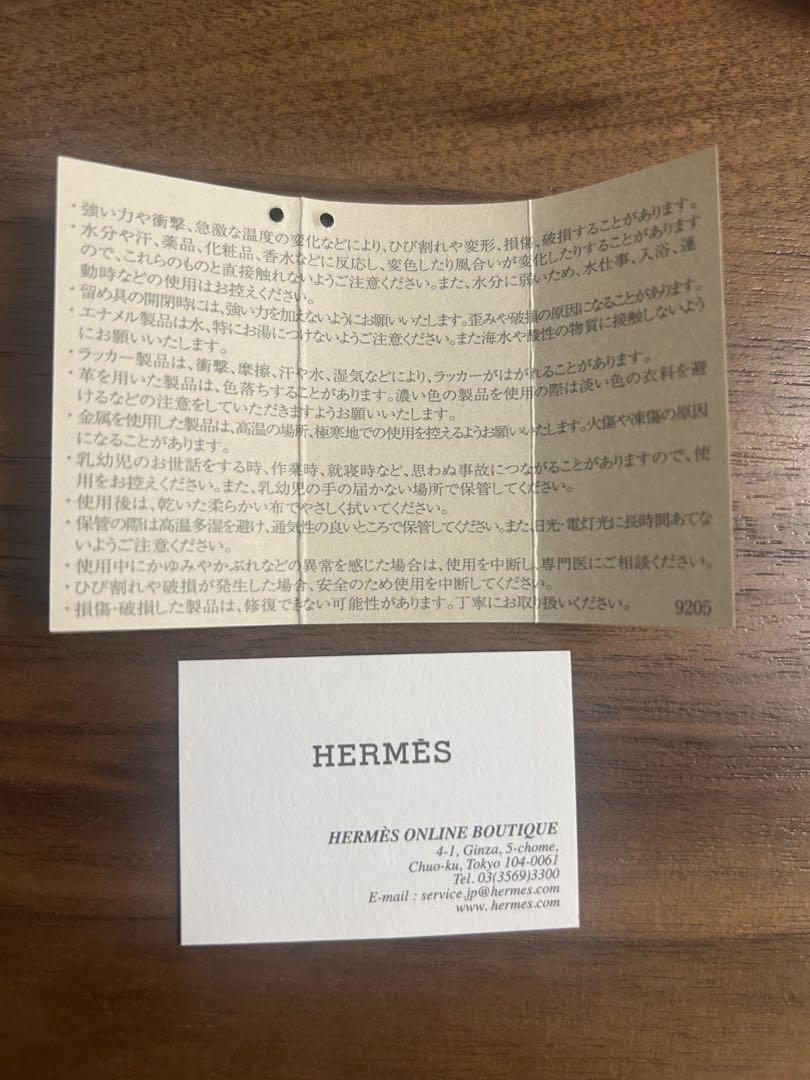 ・強い力や衝撃、急激な温度の変化などにより、ひび割れや変形、損傷、破損することがあります。
・水分や汗、薬品、化粧品、香水などに反応し、変色したり風合いが変化したりすることがあります
ので、これらのものと直接触れないようご注意ください。また、水分に弱いため、水仕事、入浴、運
動時などの使用はお控えください。
・留め具の開閉時には、強い力を加えないようにお願いいたします。歪みや破損の原因になることがあります。
・エナメル製品は水、特にお湯につけないようご注意ください。また海水や酸性の物質に接触しないよう
にお願いいたします。
・ラッカー製品は、衝撃、摩擦、汗や水、湿気などにより、ラッカーがはがれることがあります。
・革を用いた製品は、色落ちすることがあります。濃い色の製品を使用の際は淡い色の衣料を避
けるなどの注意をしていただきますようお願いいたします。
・金属を使用した製品は、高温の場所、極寒地での使用を控えるようお願いいたします。火傷や凍傷の原因
になることがあります。
・乳幼児のお世話をする時、作業時、就寝時など、思わぬ事故につながることがありますので、使
用をお控えください。また、乳幼児の手の届かない場所で保管してください。
・使用後は、乾いた柔らかい布でやさしく拭いてください。
・保管の際は高温多湿を避け、通気性の良いところで保管してください。また、日光・電灯光に長時間あてな
いようご注意ください。
・使用中にかゆみやかぶれなどの異常を感じた場合は、使用を中断し、専門医にご相談ください。
・ひび割れや破損が発生した場合、安全のため使用を中断してください。
・損傷・破損した製品は、修復できない可能性があります。丁寧にお取り扱いください。 9205
HERMÈS
HERMÈS ONLINE BOUTIQUE
4-1, Ginza, 5-chome,
Chuo-ku, Tokyo 104-0061
Tel. 03(3569)3300
E-mail : service.jp@hermes.com
www. hermes.com